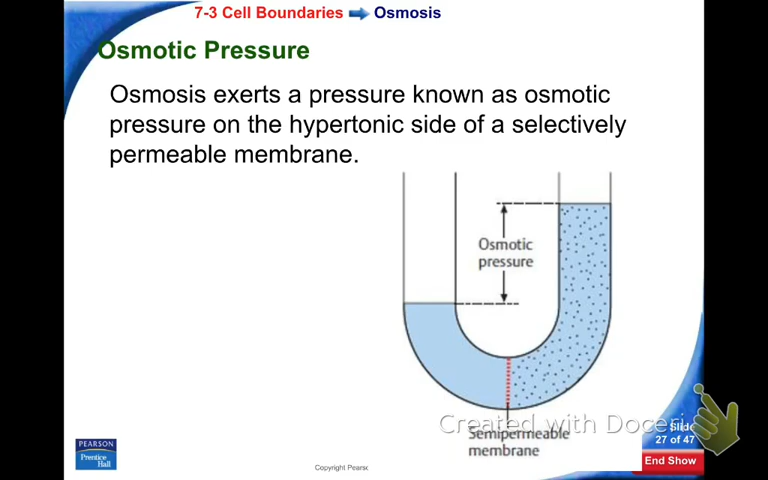 7-3 Cell Boundaries Osmosis
Osmotic Pressure
Osmosis exerts a pressure known as osmotic
pressure on the hypertonic side of a selectively
permeable membrane.
Osmotic
pressure
Created with Doceri
Semipermeable
membrane
Slide
27 of 47
End Show
PEARSON
Prentice
Hall
Copyright